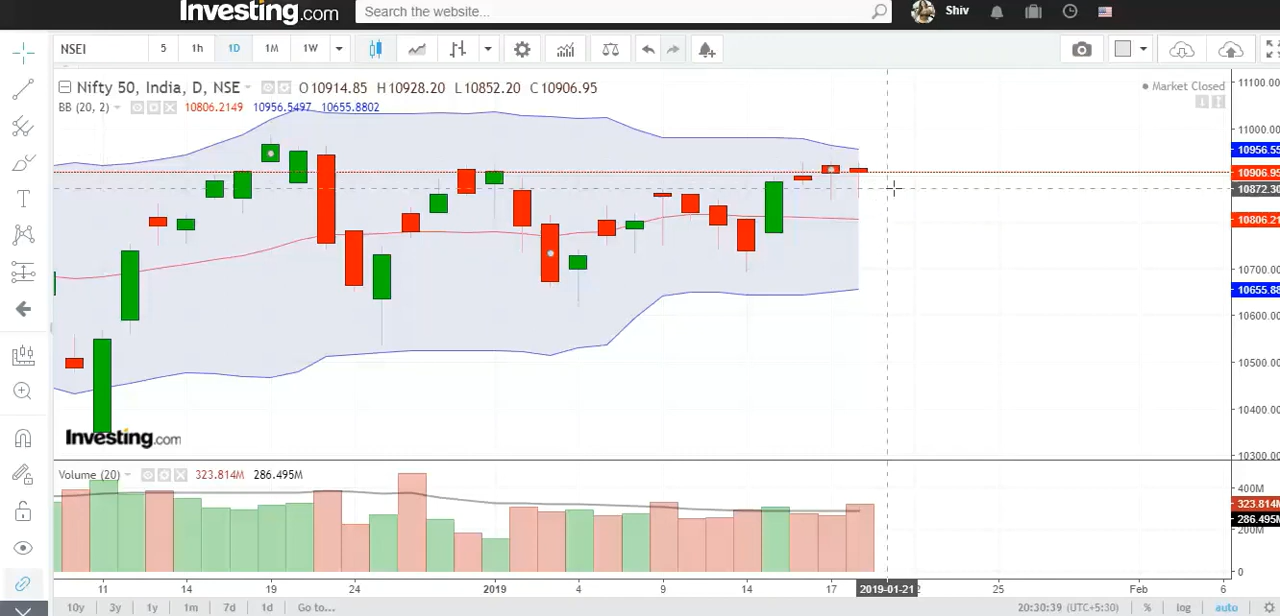 Investing.com
Search the website...
Shiv
NSEI
5
1h
1D
1M
1W
Nifty 50, India, D, NSE
O 10914.85 H 10928.20 L 10852.20 C 10906.95
Market Closed
BB (20, 2)
10806.2149 10956.5497 10655.8802
11100.00
11000.00
10956.55
10906.95
10872.30
10806.21
10700.00
10655.88
10600.00
10500.00
10400.00
10300.00
Investing.com
Volume (20)
323.814M 286.495M
400M
323.814M
286.495M
200M
0
11
14
19
24
2019
4
9
14
17
2019-01-21
25
Feb
6
10y
3y
1y
1m
7d
1d
Go to...
20:30:39 (UTC+5:30)
%
log
auto